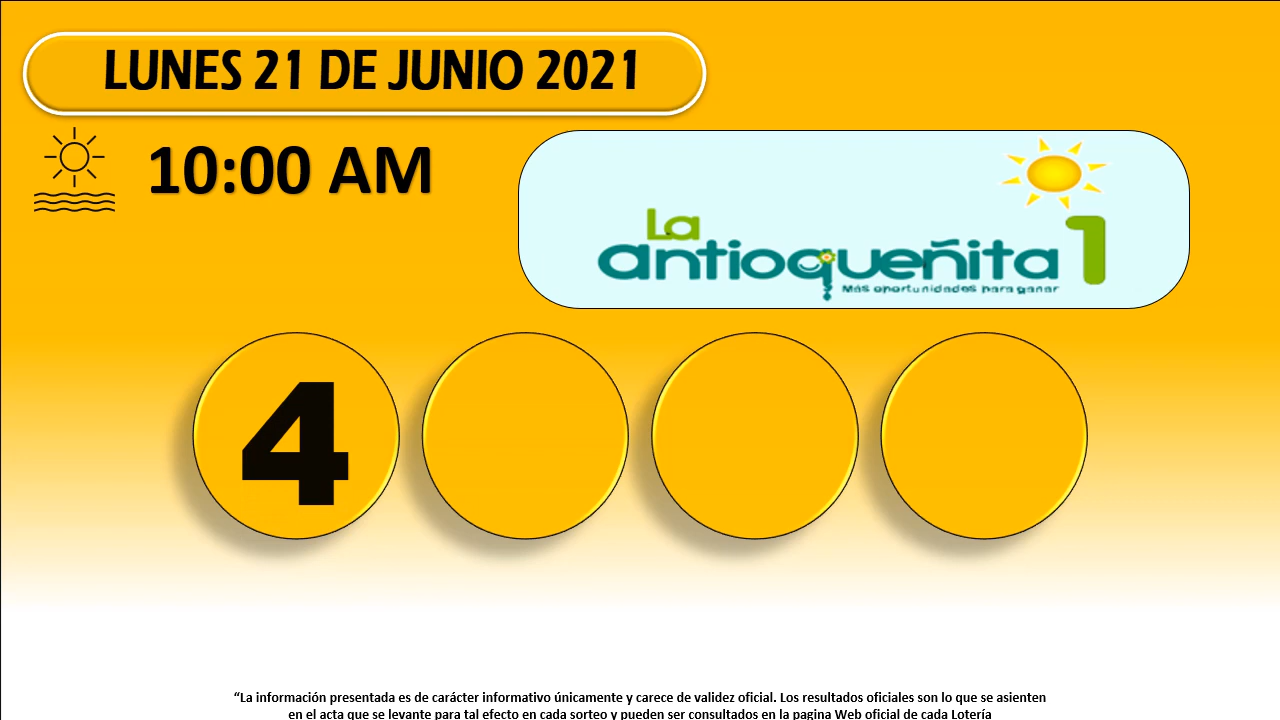 LUNES 21 DE JUNIO 2021
10:00 AM
La
antioqueñita 1
Más oportunidades para ganar
4
“La información presentada es de carácter informativo únicamente y carece de validez oficial. Los resultados oficiales son lo que se asienten
en el acta que se levante para tal efecto en cada sorteo y pueden ser consultados en la pagina Web oficial de cada Lotería